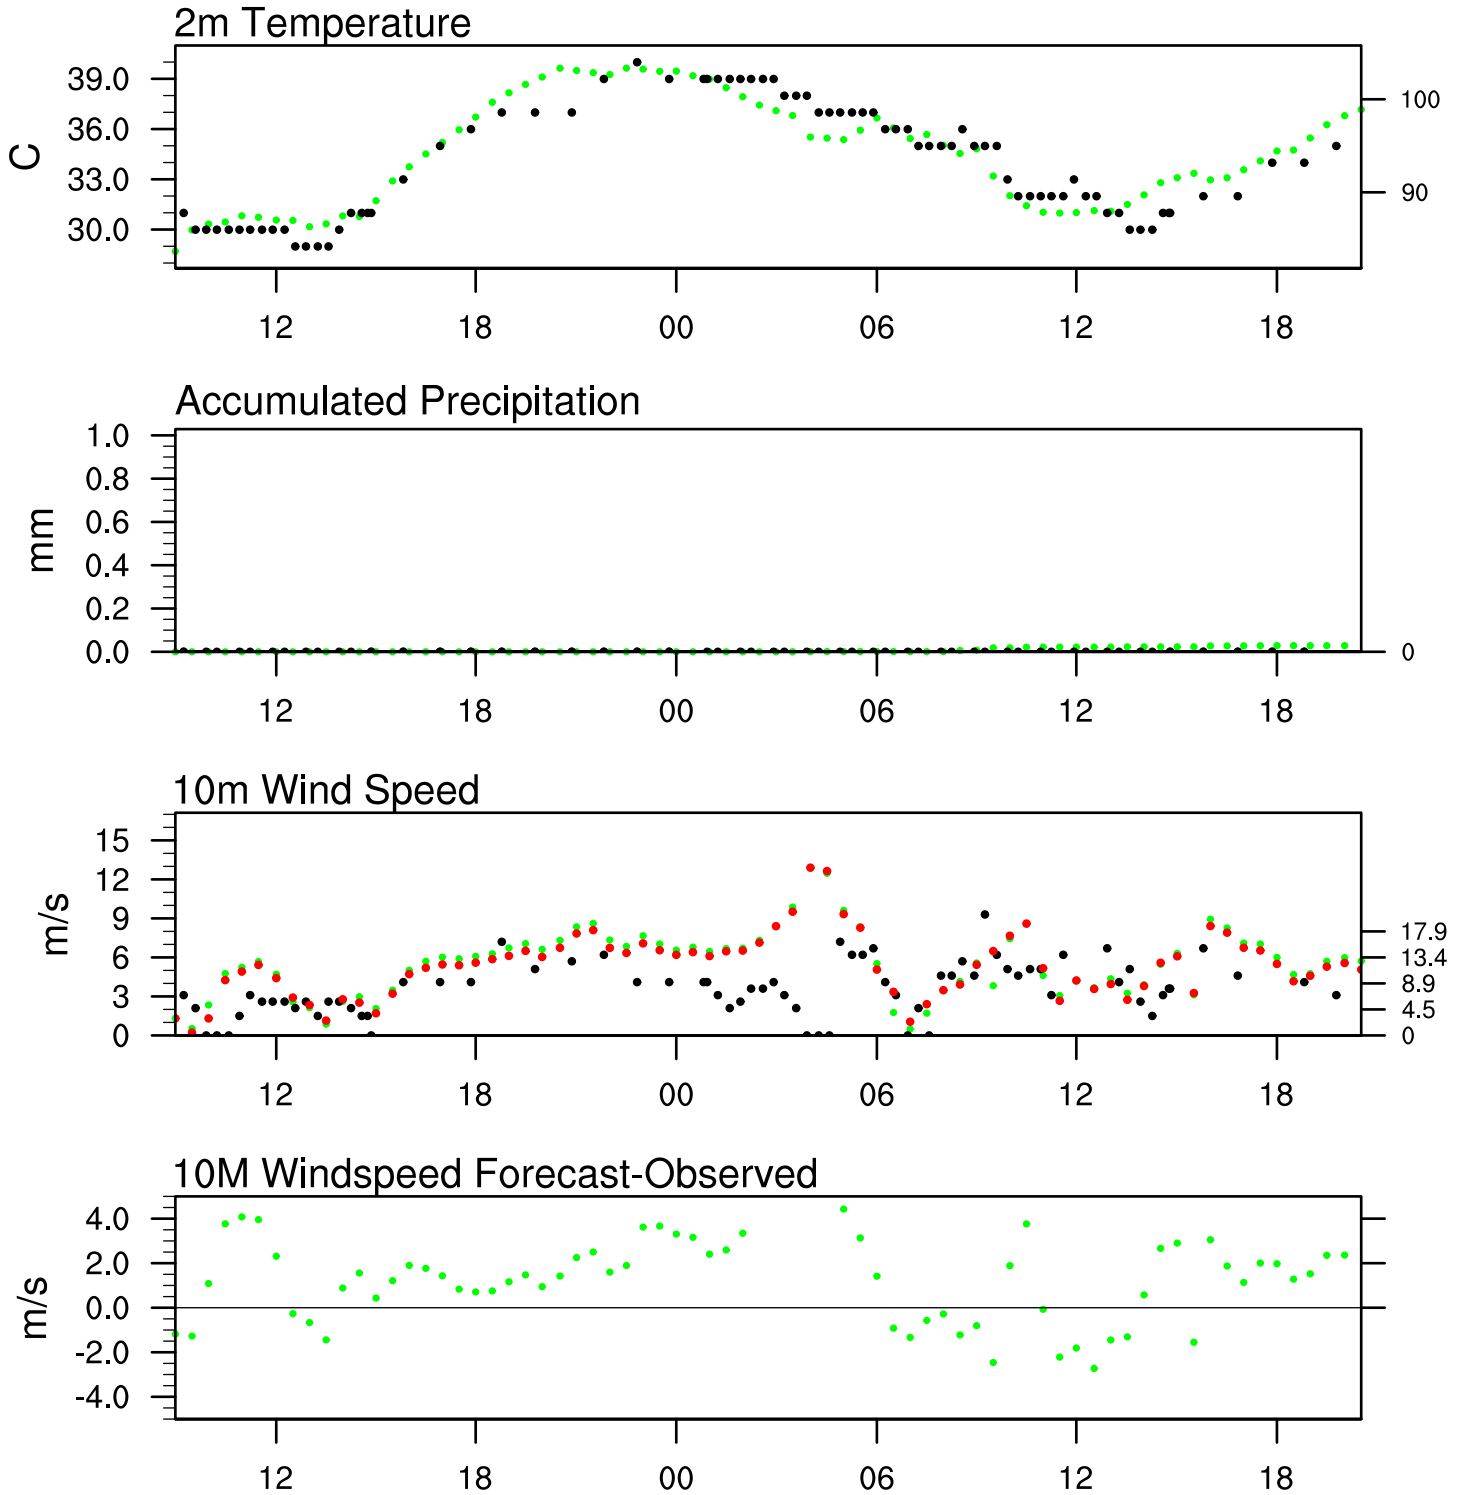 2m Temperature
39.0
36.0
33.0
30.0
C
100
90
12 18 00 06 12 18
Accumulated Precipitation
1.0
0.8
0.6
0.4
0.2
0.0
mm
0
12 18 00 06 12 18
10m Wind Speed
15
12
9
6
3
0
m/s
17.9
13.4
8.9
4.5
0
12 18 00 06 12 18
10M Windspeed Forecast-Observed
4.0
2.0
0.0
-2.0
-4.0
m/s
12 18 00 06 12 18